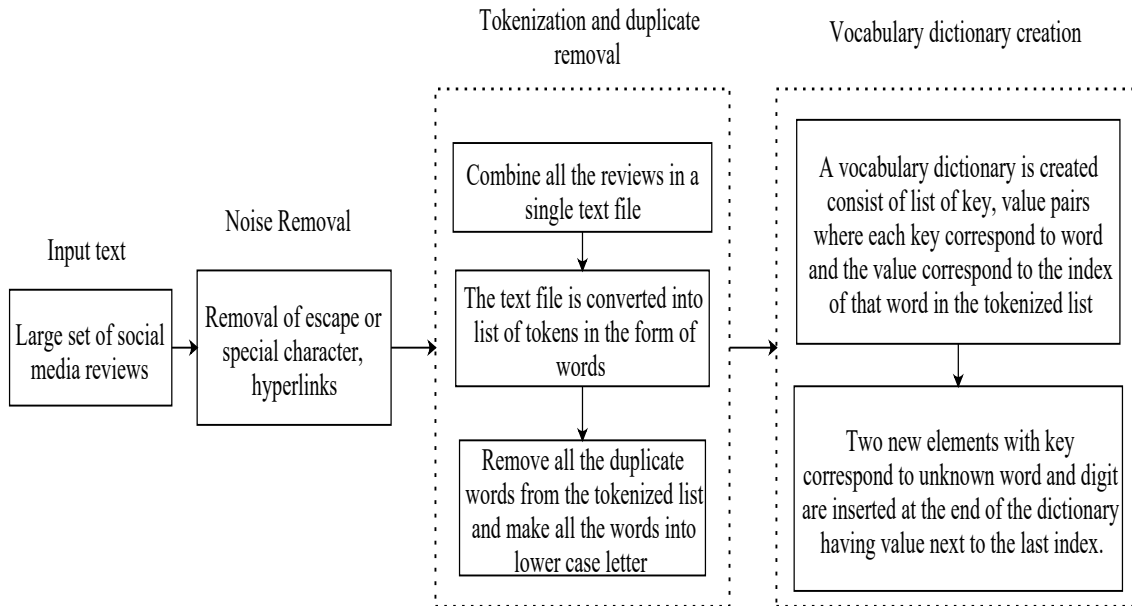 Input text
Large set of social
media reviews
Noise Removal
Removal of escape or
special character,
hyperlinks
Tokenization and duplicate
removal
Combine all the reviews in a
single text file
The text file is converted into
list of tokens in the form of
words
Remove all the duplicate
words from the tokenized list
and make all the words into
lower case letter
Vocabulary dictionary creation
A vocabulary dictionary is created
consist of list of key, value pairs
where each key correspond to word
and the value correspond to the index
of that word in the tokenized list
Two new elements with key
correspond to unknown word and digit
are inserted at the end of the dictionary
having value next to the last index.